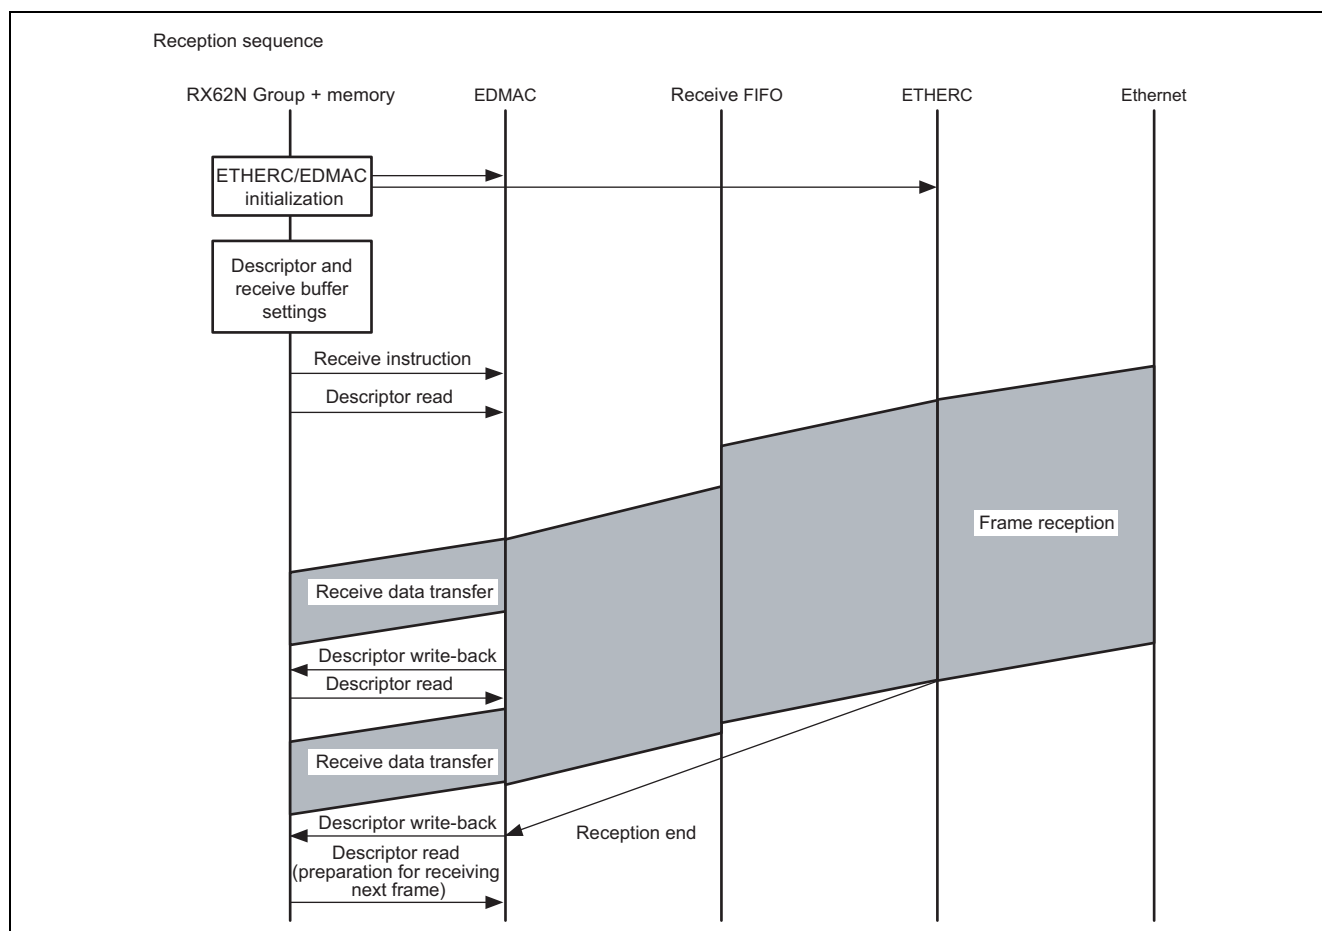 Reception sequence
RX62N Group + memory
EDMAC
Receive FIFO
ETHERC
Ethernet
ETHERC/EDMAC
initialization
Descriptor and
receive buffer
settings
Receive instruction
Descriptor read
Frame reception
Receive data transfer
Descriptor write-back
Descriptor read
Receive data transfer
Descriptor write-back
Reception end
Descriptor read
(preparation for receiving
next frame)